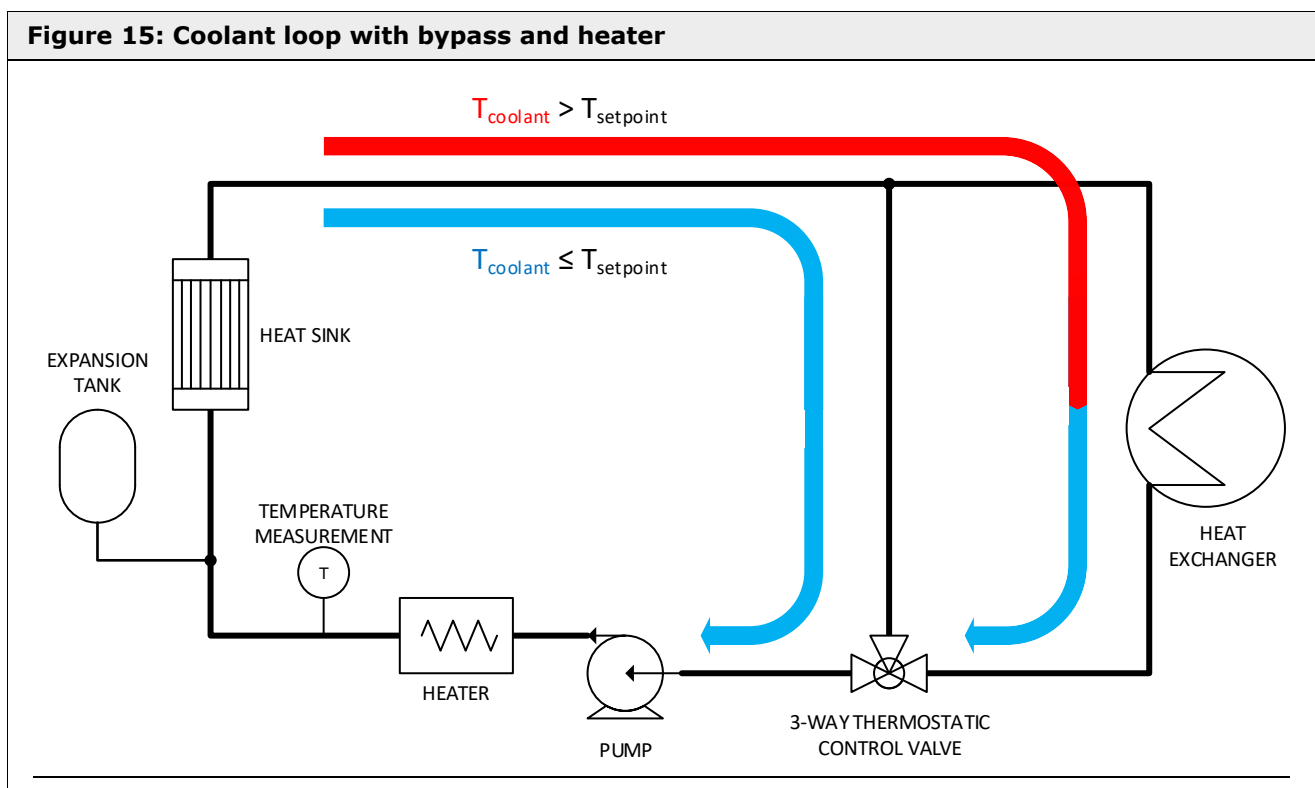 Figure 15: Coolant loop with bypass and heater
Tcoolant > Tsetpoint
Tcoolant ≤ Tsetpoint
HEAT SINK
EXPANSION
TANK
TEMPERATURE
MEASUREMENT
T
HEAT
EXCHANGER
HEATER
3-WAY THERMOSTATIC
CONTROL VALVE
PUMP